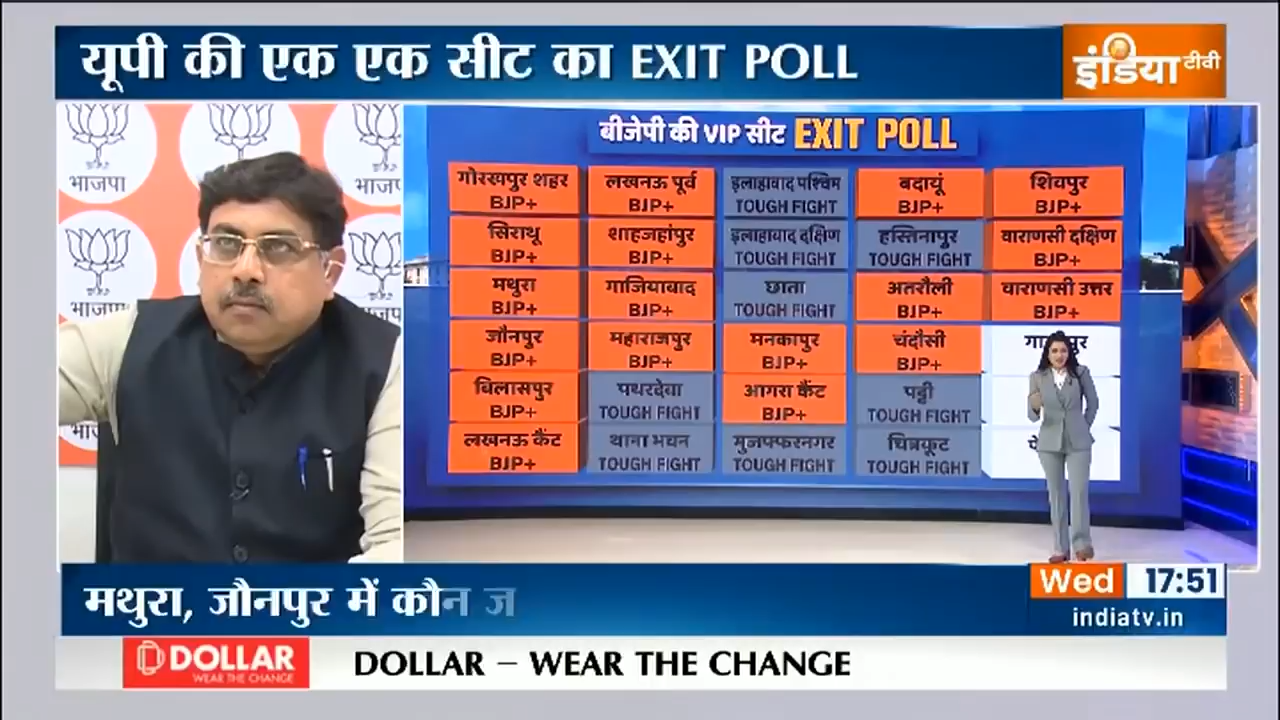 यूपी की एक एक सीट का EXIT POLL
इंडिया टीवी
भाजपा
भाजपा
बीजेपी की VIP सीट EXIT POLL
गोरखपुर शहर
BJP+
लखनऊ पूर्व
BJP+
इलाहाबाद पश्चिम
TOUGH FIGHT
बदायूं
BJP+
शिवपुर
BJP+
सिराथू
BJP+
शाहजहांपुर
BJP+
इलाहाबाद दक्षिण
TOUGH FIGHT
हस्तिनापुर
TOUGH FIGHT
वाराणसी दक्षिण
BJP+
मथुरा
BJP+
गाजियाबाद
BJP+
छाता
TOUGH FIGHT
अतरौली
BJP+
वाराणसी उत्तर
BJP+
जौनपुर
BJP+
महाराजपुर
BJP+
मनकापुर
BJP+
चंदौसी
BJP+
बिलासपुर
BJP+
पथरदेवा
TOUGH FIGHT
आगरा कैंट
BJP+
पट्टी
TOUGH FIGHT
लखनऊ कैंट
BJP+
थाना भवन
TOUGH FIGHT
मुजफ्फरनगर
TOUGH FIGHT
चित्रकूट
TOUGH FIGHT
मथुरा, जौनपुर में कौन ज
Wed 17:51
indiatv.in
DOLLAR
WEAR THE CHANGE
DOLLAR – WEAR THE CHANGE